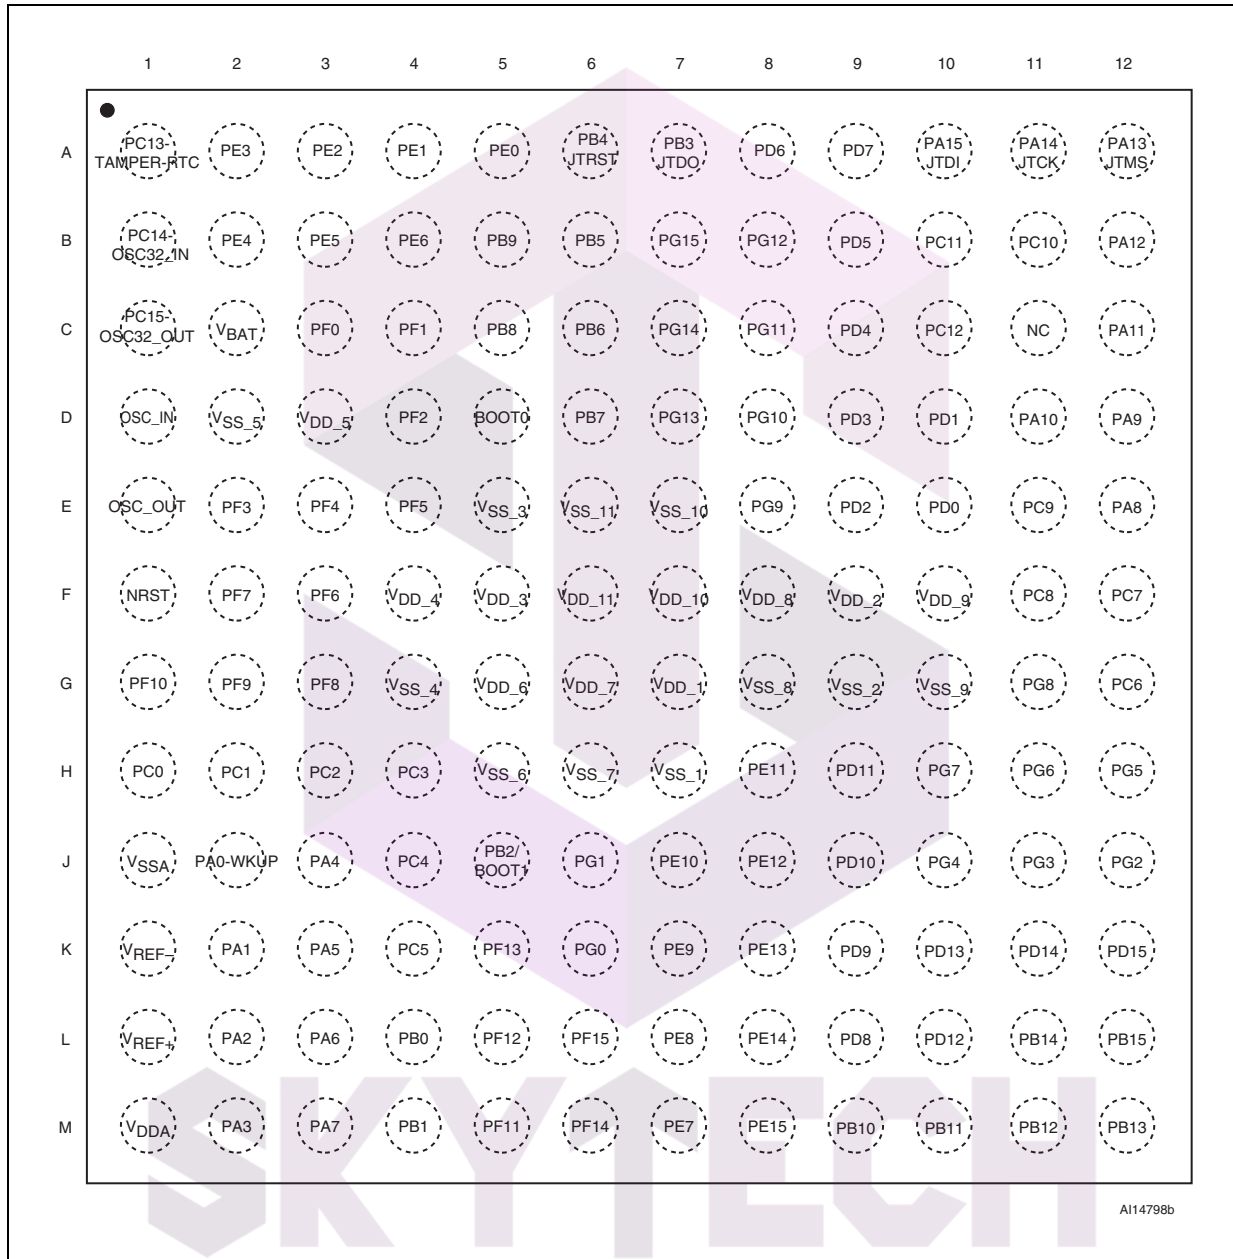 1 2 3 4 5 6 7 8 9 10 11 12
A PC13-TAMPER-RTC PE3 PE2 PE1 PE0 PB4 JTRST PB3 JTDO PD6 PD7 PA15 JTDI PA14 JTCK PA13 JTMS
B PC14-OSC32_IN PE4 PE5 PE6 PB9 PB5 PG15 PG12 PD5 PC11 PC10 PA12
C PC15-OSC32_OUT VBAT PF0 PF1 PB8 PB6 PG14 PG11 PD4 PC12 NC PA11
D OSC_IN VSS_5 VDD_5 PF2 BOOT0 PB7 PG13 PG10 PD3 PD1 PA10 PA9
E OSC_OUT PF3 PF4 PF5 VSS_3 VSS_11 VSS_10 PG9 PD2 PD0 PC9 PA8
F NRST PF7 PF6 VDD_4 VDD_3 VDD_11 VDD_10 VDD_8 VDD_2 VDD_9 PC8 PC7
G PF10 PF9 PF8 VSS_4 VDD_6 VDD_7 VDD_1 VSS_8 VSS_2 VSS_9 PG8 PC6
H PC0 PC1 PC2 PC3 VSS_6 VSS_7 VSS_1 PE11 PD11 PG7 PG6 PG5
J VSSA PA0-WKUP PA4 PC4 PB2/BOOT1 PG1 PE10 PE12 PD10 PG4 PG3 PG2
K VREF– PA1 PA5 PC5 PF13 PG0 PE9 PE13 PD9 PD13 PD14 PD15
L VREF+ PA2 PA6 PB0 PF12 PF15 PE8 PE14 PD8 PD12 PB14 PB15
M VDDA PA3 PA7 PB1 PF11 PF14 PE7 PE15 PB10 PB11 PB12 PB13
SKYTECH
AI14798b